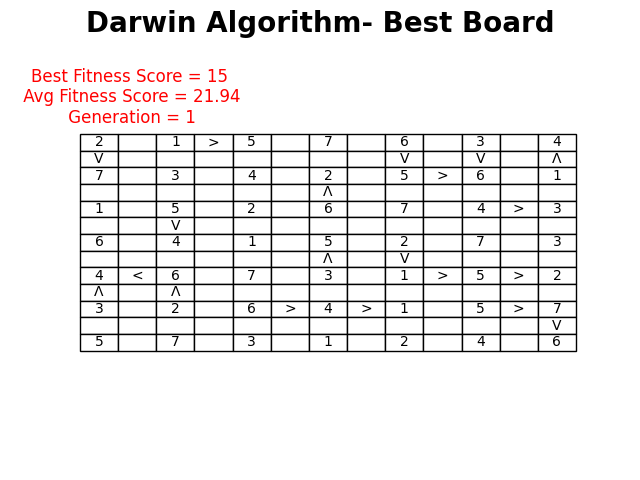 Darwin Algorithm- Best Board
Best Fitness Score = 15
Avg Fitness Score = 21.94
Generation = 1
2 1 > 5 7 6 3 4
V V V Λ
7 3 4 2 5 > 6 1
Λ
1 5 2 6 7 4 > 3
V
6 4 1 5 2 7 3
Λ V
4 < 6 7 3 1 > 5 > 2
Λ Λ
3 2 6 > 4 > 1 5 > 7
V
5 7 3 1 2 4 6